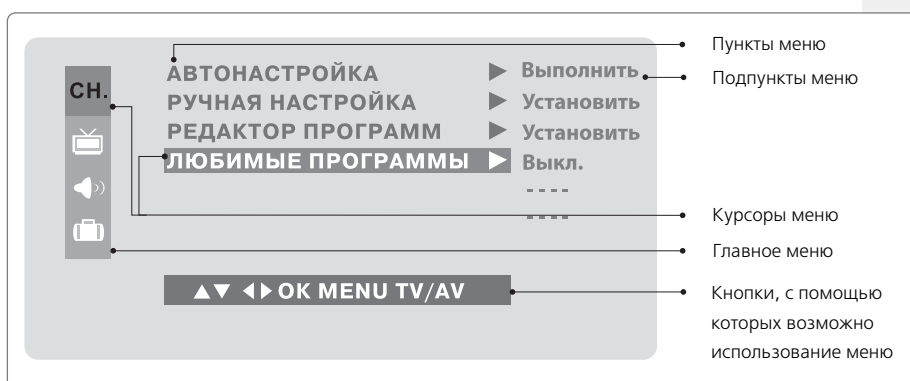 CH.
АВТОНАСТРОЙКА ▶ Выполнить
РУЧНАЯ НАСТРОЙКА ▶ Установить
РЕДАКТОР ПРОГРАММ ▶ Установить
ЛЮБИМЫЕ ПРОГРАММЫ ▶ Выкл.
- - - -
- - - -
▲▼ ◀▶ OK MENU TV/AV
Пункты меню
Подпункты меню
Курсоры меню
Главное меню
Кнопки, с помощью
которых возможно
использование меню